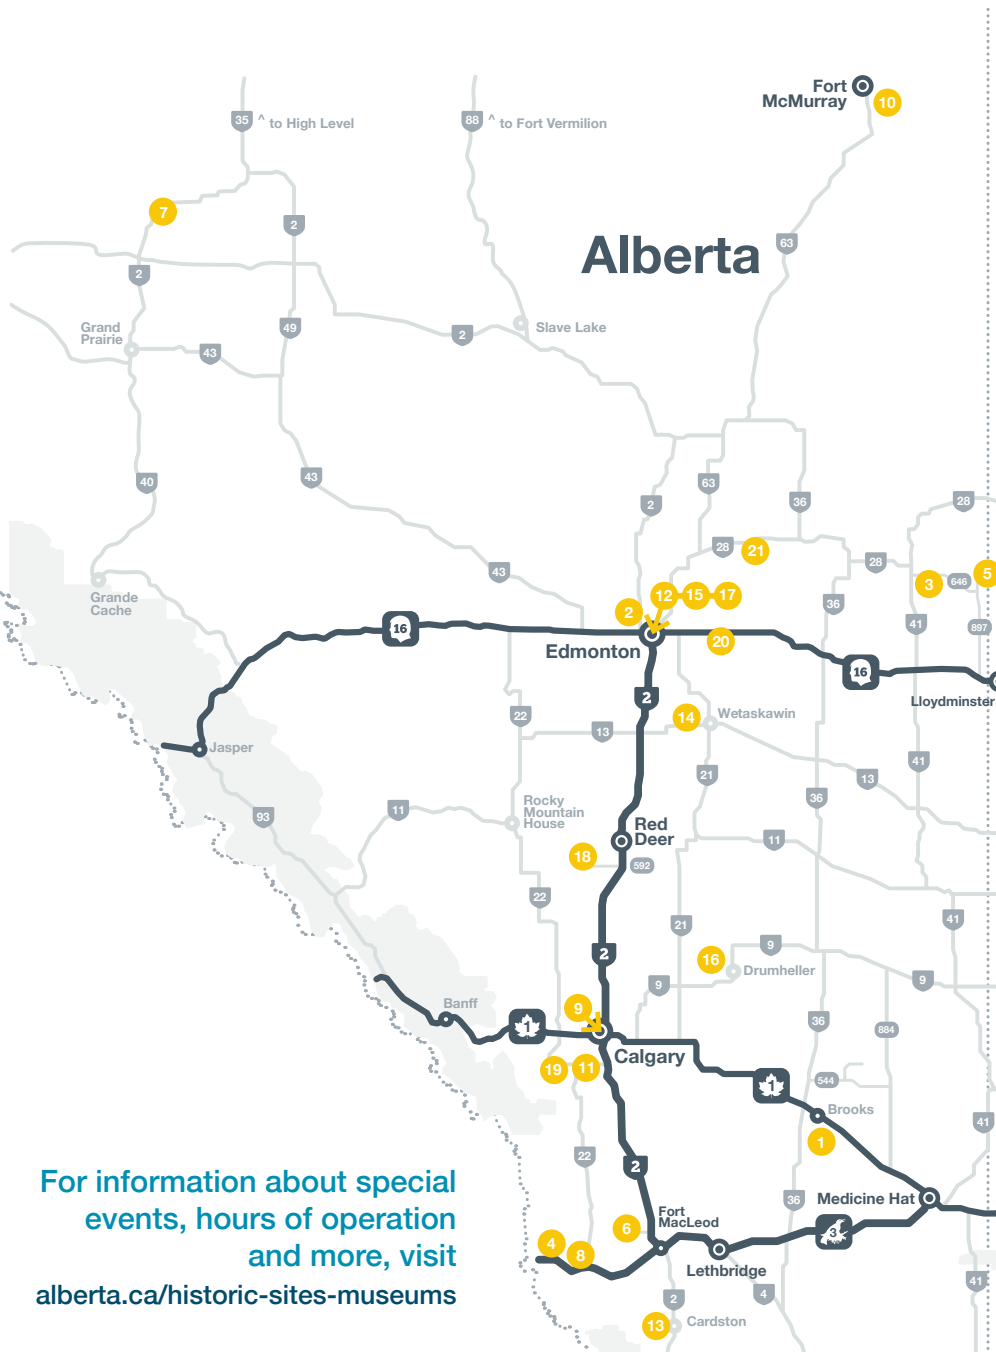 Fort
McMurray
10
35
^ to High Level
88
^ to Fort Vermilion
7
2
63
Alberta
2
49
Slave Lake
2
Grand
Prairie
43
40
43
2
63
36
28
28
21
28
43
3
646
5
Grande
Cache
2
12
15
17
36
41
897
16
Edmonton
20
16
Lloydminster
2
22
13
14
Wetaskawin
Jasper
21
41
13
93
11
Rocky
Mountain
House
36
Red
Deer
11
18
592
22
21
41
2
16
9
Drumheller
9
9
Banff
9
1
36
884
Calgary
19
11
1
544
Brooks
41
1
22
2
For information about special
events, hours of operation
and more, visit
alberta.ca/historic-sites-museums
36
Medicine Hat
Fort
MacLeod
6
3
4
8
Lethbridge
41
2
4
13
Cardston